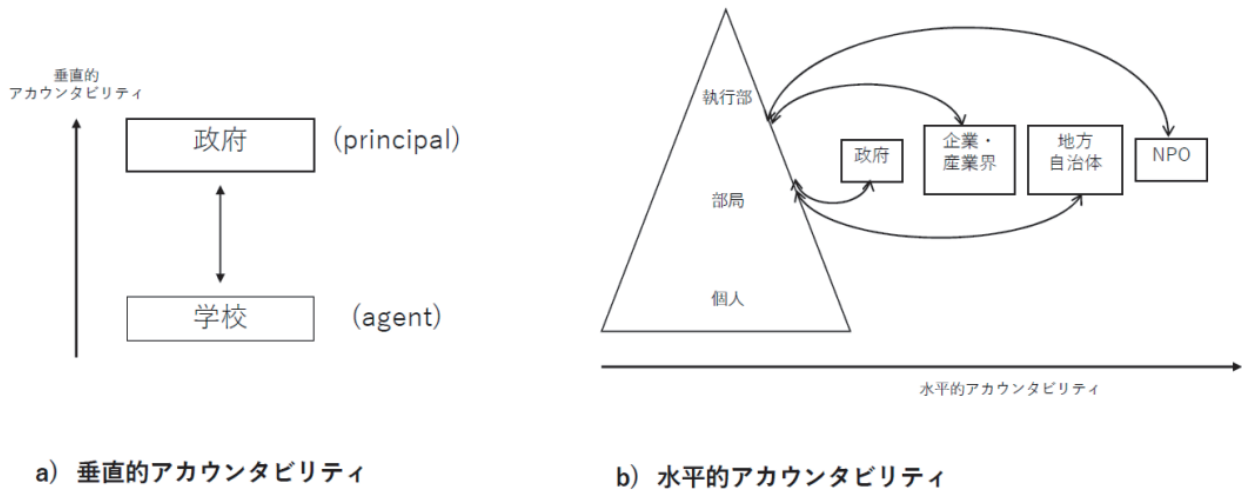 垂直的
アカウンタビリティ
政府
(principal)
学校
(agent)
a) 垂直的アカウンタビリティ
執行部
部局
個人
政府
企業・
産業界
地方
自治体
NPO
水平的アカウンタビリティ
b) 水平的アカウンタビリティ